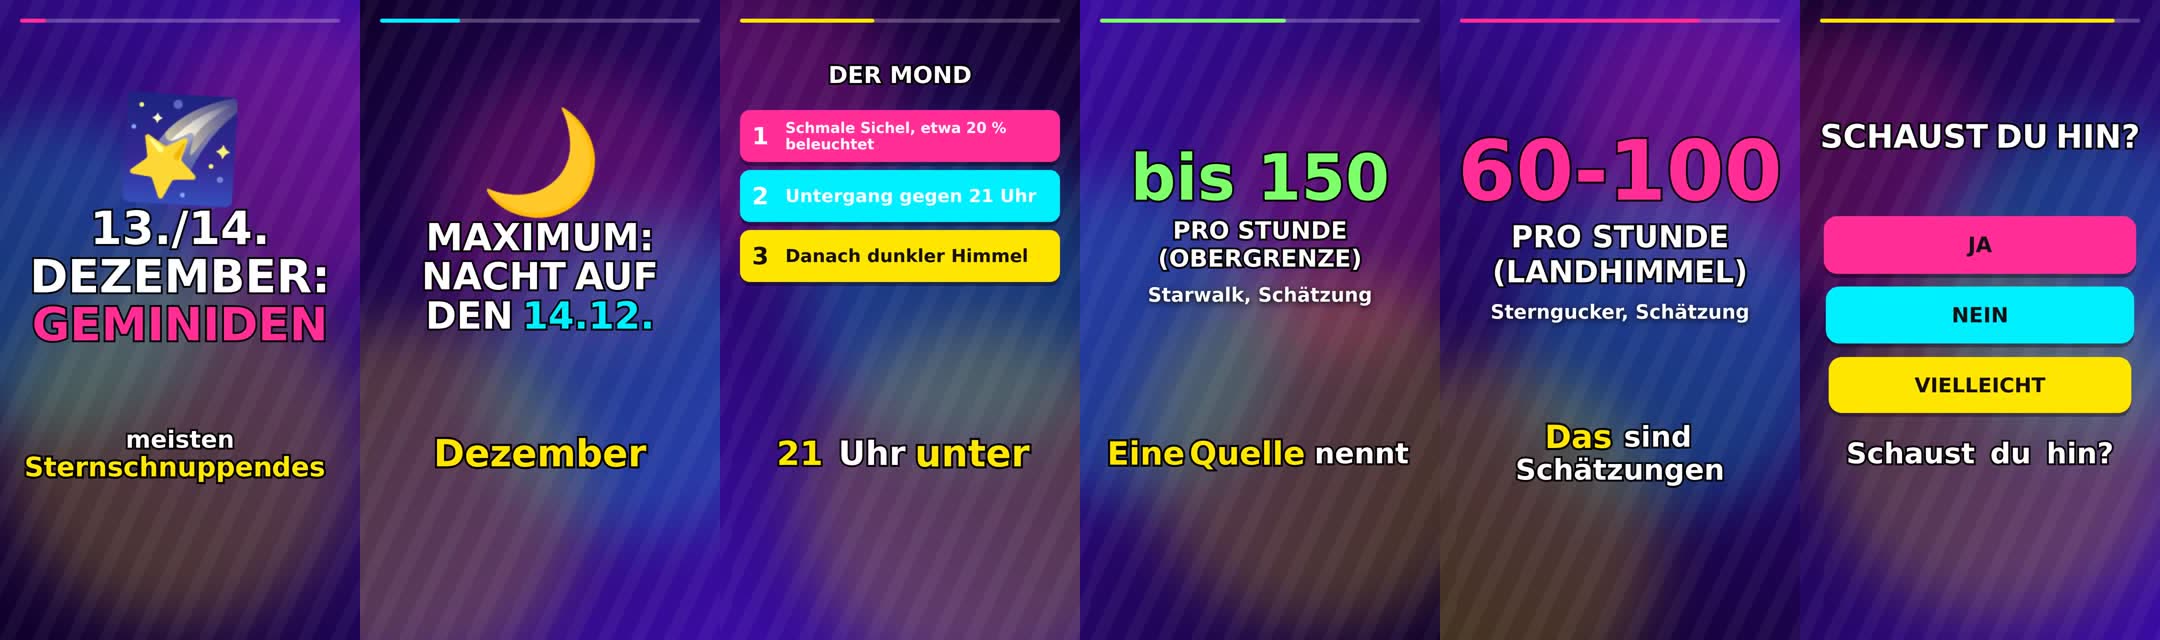 13./14.
DEZEMBER:
GEMINIDEN
meisten
Sternschnuppendes
MAXIMUM:
NACHT AUF
DEN 14.12.
Dezember
DER MOND
1 Schmale Sichel, etwa 20 %
beleuchtet
2 Untergang gegen 21 Uhr
3 Danach dunkler Himmel
21 Uhr unter
bis 150
PRO STUNDE
(OBERGRENZE)
Starwalk, Schätzung
Eine Quelle nennt
60-100
PRO STUNDE
(LANDHIMMEL)
Sterngucker, Schätzung
Das sind
Schätzungen
SCHAUST DU HIN?
JA
NEIN
VIELLEICHT
Schaust du hin?